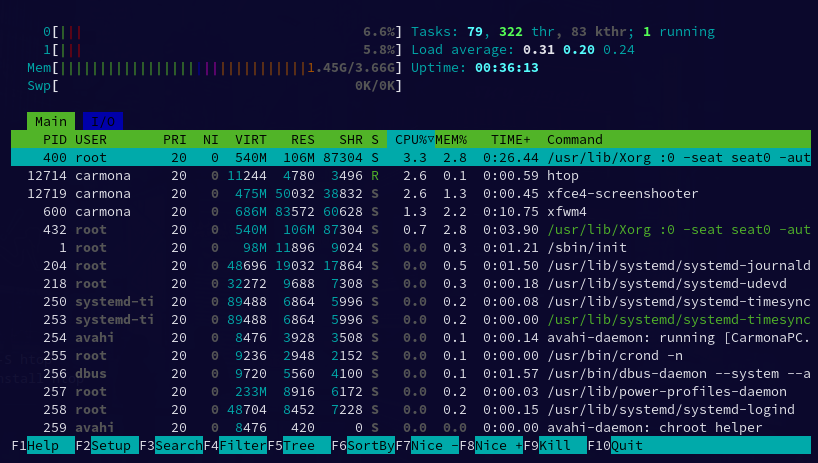 0[||| 6.6%] Tasks: 79, 322 thr, 83 kthr; 1 running
1[||| 5.8%] Load average: 0.31 0.20 0.24
Mem[||||||||||||||||| |||||||||||||1.45G/3.66G] Uptime: 00:36:13
Swp[ 0K/0K]
Main I/O
PID USER PRI NI VIRT RES SHR S CPU%▽MEM% TIME+ Command
400 root 20 0 540M 106M 87304 S 3.3 2.8 0:26.44 /usr/lib/Xorg :0 -seat seat0 -aut
12714 carmona 20 0 11244 4780 3496 R 2.6 0.1 0:00.59 htop
12719 carmona 20 0 475M 50032 38832 S 2.6 1.3 0:00.45 xfce4-screenshooter
600 carmona 20 0 686M 83572 60628 S 1.3 2.2 0:10.75 xfwm4
432 root 20 0 540M 106M 87304 S 0.7 2.8 0:03.90 /usr/lib/Xorg :0 -seat seat0 -aut
1 root 20 0 98M 11896 9024 S 0.0 0.3 0:01.21 /sbin/init
204 root 20 0 48696 19032 17864 S 0.0 0.5 0:01.50 /usr/lib/systemd/systemd-journald
218 root 20 0 32272 9688 7308 S 0.0 0.3 0:00.18 /usr/lib/systemd/systemd-udevd
250 systemd-ti 20 0 89488 6864 5996 S 0.0 0.2 0:00.08 /usr/lib/systemd/systemd-timesync
253 systemd-ti 20 0 89488 6864 5996 S 0.0 0.2 0:00.00 /usr/lib/systemd/systemd-timesync
254 avahi 20 0 8476 3928 3508 S 0.0 0.1 0:00.14 avahi-daemon: running [CarmonaPC.
255 root 20 0 9236 2948 2152 S 0.0 0.1 0:00.00 /usr/bin/crond -n
256 dbus 20 0 9720 5560 4100 S 0.0 0.1 0:01.57 /usr/bin/dbus-daemon --system --a
257 root 20 0 233M 8916 6172 S 0.0 0.2 0:00.03 /usr/lib/power-profiles-daemon
258 root 20 0 48704 8452 7228 S 0.0 0.2 0:00.15 /usr/lib/systemd/systemd-logind
259 avahi 20 0 8476 420 0 S 0.0 0.0 0:00.00 avahi-daemon: chroot helper
F1Help F2Setup F3SearchF4FilterF5Tree F6SortByF7Nice -F8Nice +F9Kill F10Quit